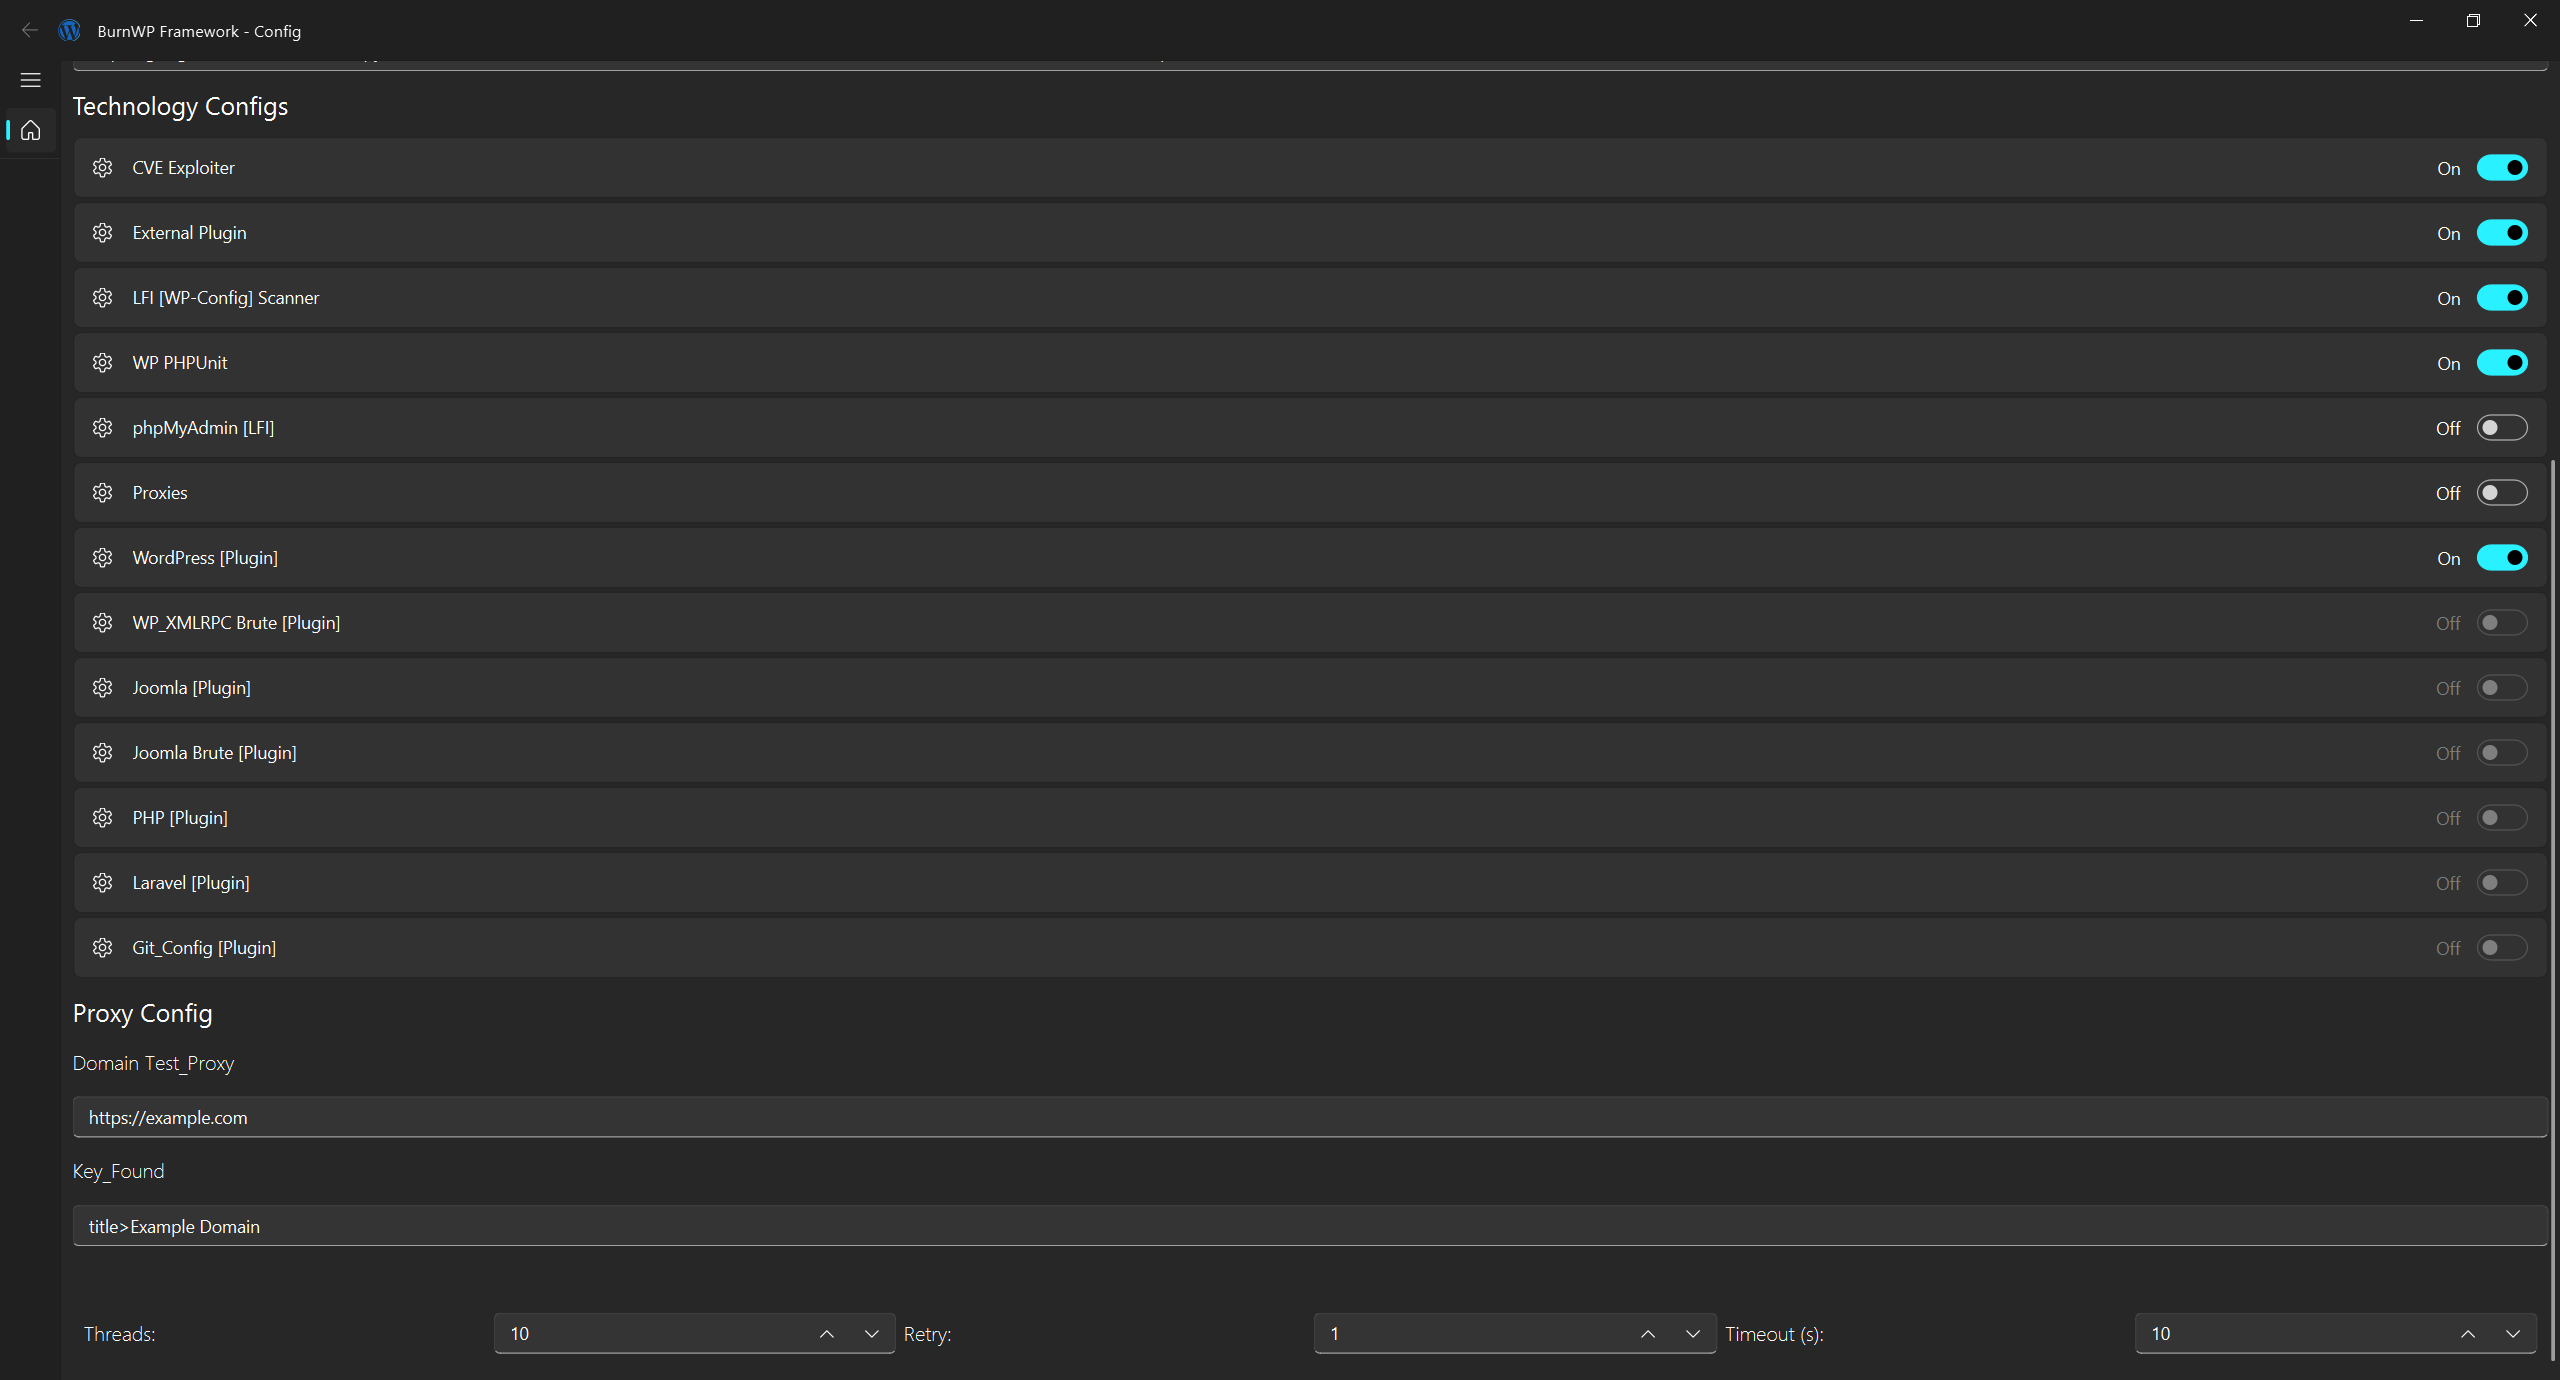 BurnWP Framework - Config
Technology Configs
CVE Exploiter On
External Plugin On
LFI [WP-Config] Scanner On
WP PHPUnit On
phpMyAdmin [LFI] Off
Proxies Off
WordPress [Plugin] On
WP_XMLRPC Brute [Plugin] Off
Joomla [Plugin] Off
Joomla Brute [Plugin] Off
PHP [Plugin] Off
Laravel [Plugin] Off
Git_Config [Plugin] Off
Proxy Config
Domain Test_Proxy
https://example.com
Key_Found
title>Example Domain
Threads: 10 Retry: 1 Timeout (s): 10